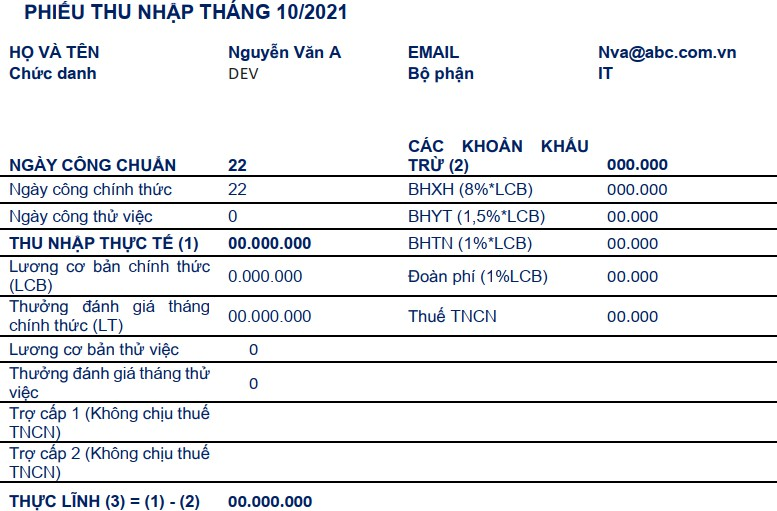 PHIẾU THU NHẬP THÁNG 10/2021
HỌ VÀ TÊN Nguyễn Văn A EMAIL Nva@abc.com.vn
Chức danh DEV Bộ phận IT
CÁC KHOẢN KHẤU
NGÀY CÔNG CHUẨN 22 TRỪ (2) 000.000
Ngày công chính thức 22 BHXH (8%*LCB) 000.000
Ngày công thử việc 0 BHYT (1,5%*LCB) 00.000
THU NHẬP THỰC TẾ (1) 00.000.000 BHTN (1%*LCB) 00.000
Lương cơ bản chính thức
(LCB) 0.000.000 Đoàn phí (1%LCB) 00.000
Thưởng đánh giá tháng
chính thức (LT) 00.000.000 Thuế TNCN 00.000
Lương cơ bản thử việc 0
Thưởng đánh giá tháng thử
việc 0
Trợ cấp 1 (Không chịu thuế
TNCN)
Trợ cấp 2 (Không chịu thuế
TNCN)
THỰC LĨNH (3) = (1) - (2) 00.000.000